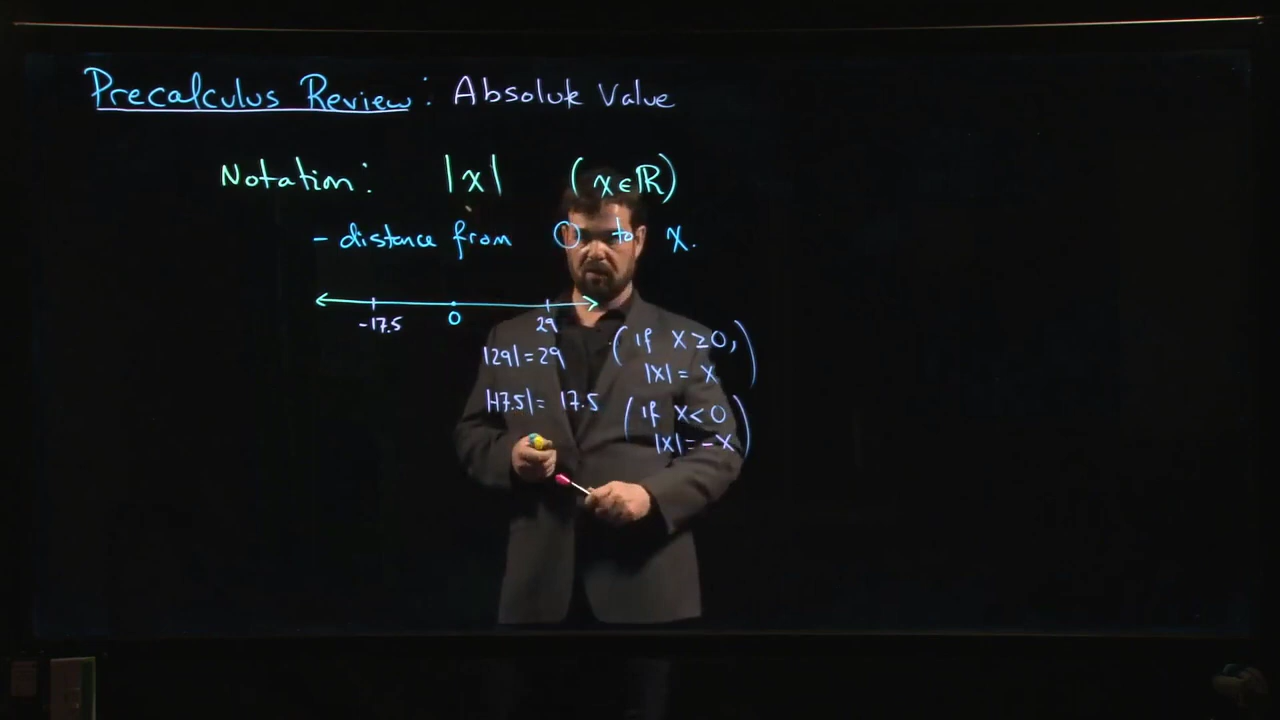 Precalculus Review: Absolute Value
Notation: |x| (x∈ℝ)
- distance from 0 to x.
-17.5 0 29
|29| = 29 (if x ≥ 0,
|x| = x)
|-17.5| = 17.5 (if x < 0
|x| = -x)